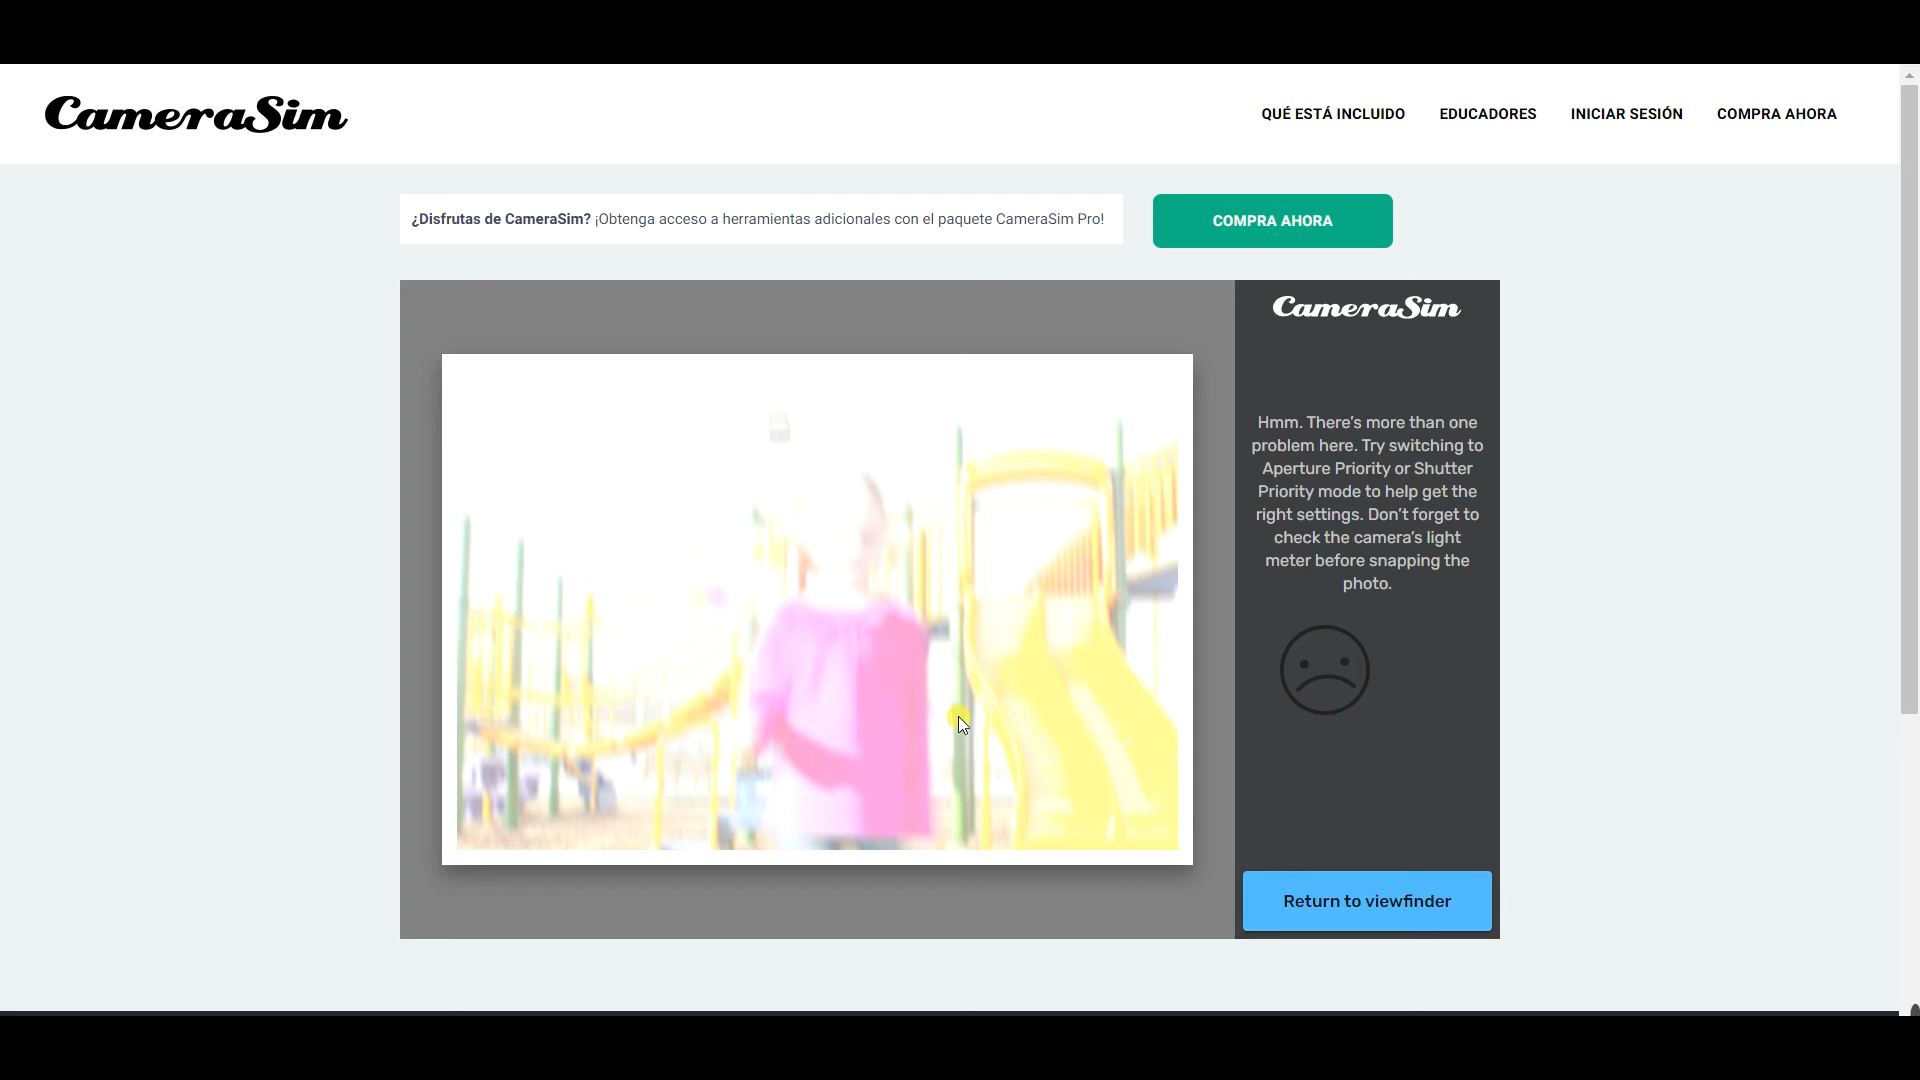 CameraSim
QUÉ ESTÁ INCLUIDO
EDUCADORES
INICIAR SESIÓN
COMPRA AHORA
¿Disfrutas de CameraSim? ¡Obtenga acceso a herramientas adicionales con el paquete CameraSim Pro!
COMPRA AHORA
CameraSim
Hmm. There’s more than one
problem here. Try switching to
Aperture Priority or Shutter
Priority mode to help get the
right settings. Don’t forget to
check the camera’s light
meter before snapping the
photo.
Return to viewfinder